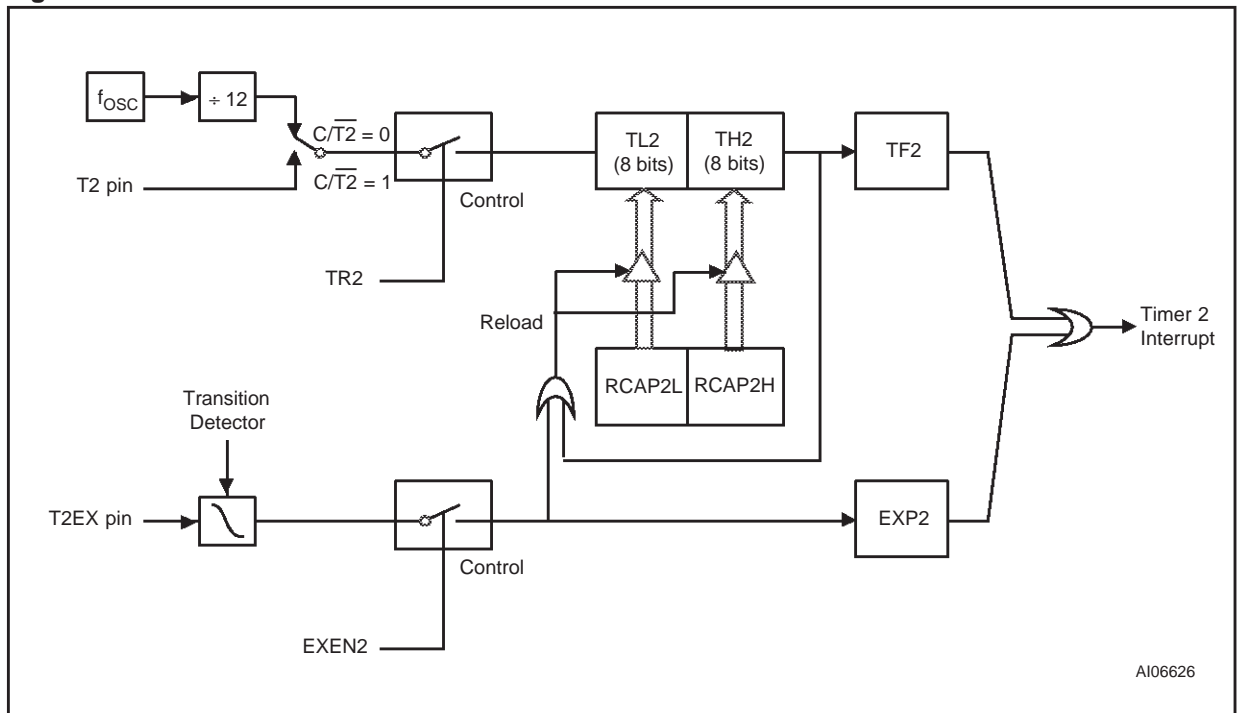 fOSC
÷ 12
C/T2 = 0
C/T2 = 1
T2 pin
Control
TR2
TL2
(8 bits)
TH2
(8 bits)
TF2
Reload
RCAP2L
RCAP2H
Timer 2
Interrupt
Transition
Detector
T2EX pin
Control
EXP2
EXEN2
AI06626